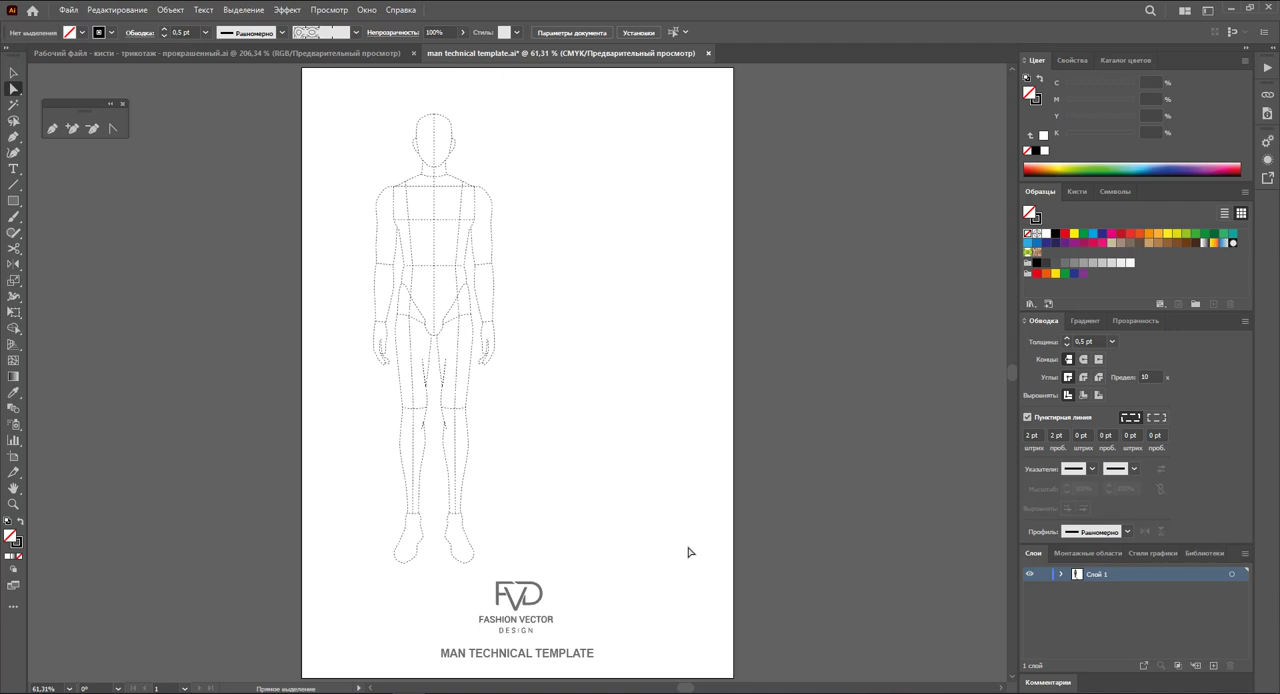 Ai Файл Редактирование Объект Текст Выделение Эффект Просмотр Окно Справка
Нет выделения Обводка: 0,5 pt Равномерно Непрозрачность: 100% Стиль: Параметры документа Установки
Рабочий файл - кисти - трикотаж - прокрашенный.ai @ 206,34 % (RGB/Предварительный просмотр) × man technical template.ai* @ 61,31 % (CMYK/Предварительный просмотр) ×
Цвет Свойства Каталог цветов
C %
M %
Y %
K %
Образцы Кисти Символы
Обводка Градиент Прозрачность
Толщина: 0,5 pt
Концы:
Углы: Предел: 10 x
Выровнять:
Пунктирная линия
2 pt 2 pt 0 pt 0 pt 0 pt 0 pt
штрих проб. штрих проб. штрих проб.
Указатели:
Масштаб: 100% 100%
Выровнять:
Профиль: Равномерно
Слои Монтажные области Стили графики Библиотеки
Слой 1
FVD
FASHION VECTOR
DESIGN
MAN TECHNICAL TEMPLATE
1 слой
Комментарии
61,31% 0° 1 Прямое выделение